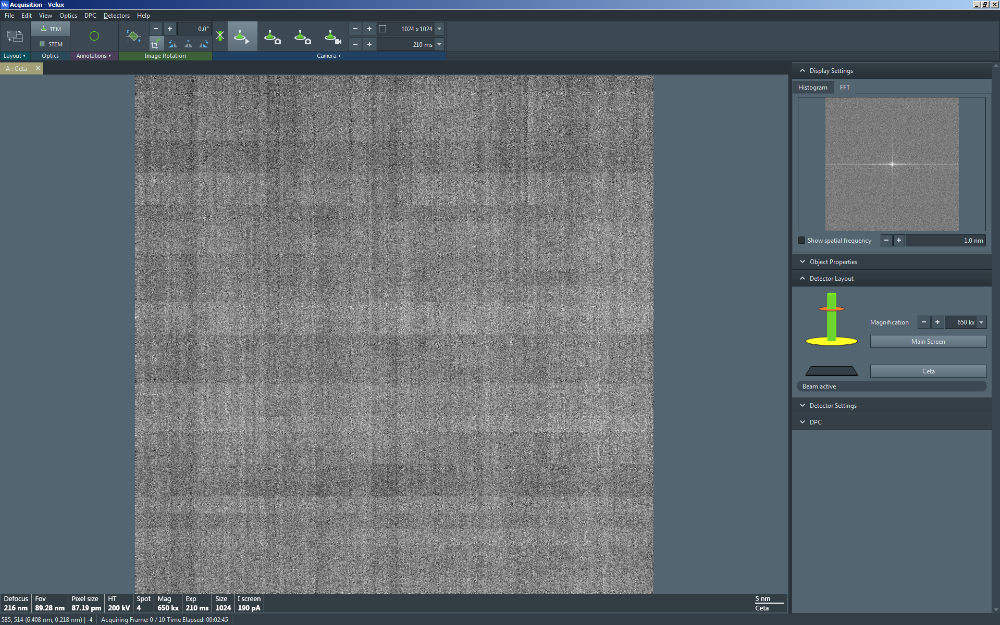 Ve Acquisition - Velox
File Edit View Optics DPC Detectors Help
TEM
STEM
0.0°
1024 x 1024
210 ms
Layout Optics Annotations Image Rotation Camera
A : Ceta
Display Settings
Histogram FFT
Show spatial frequency 1.0 nm
Object Properties
Detector Layout
Magnification 650 kx
Main Screen
Ceta
Beam active
Detector Settings
DPC
Defocus Fov Pixel size HT Spot Mag Exp Size I screen
216 nm 89.28 nm 87.19 pm 200 kV 4 650 kx 210 ms 1024 190 pA
5 nm
Ceta
585, 514 (6.408 nm, 0.218 nm) | -4 Acquiring Frame: 0 / 10 Time Elapsed: 00:02:45